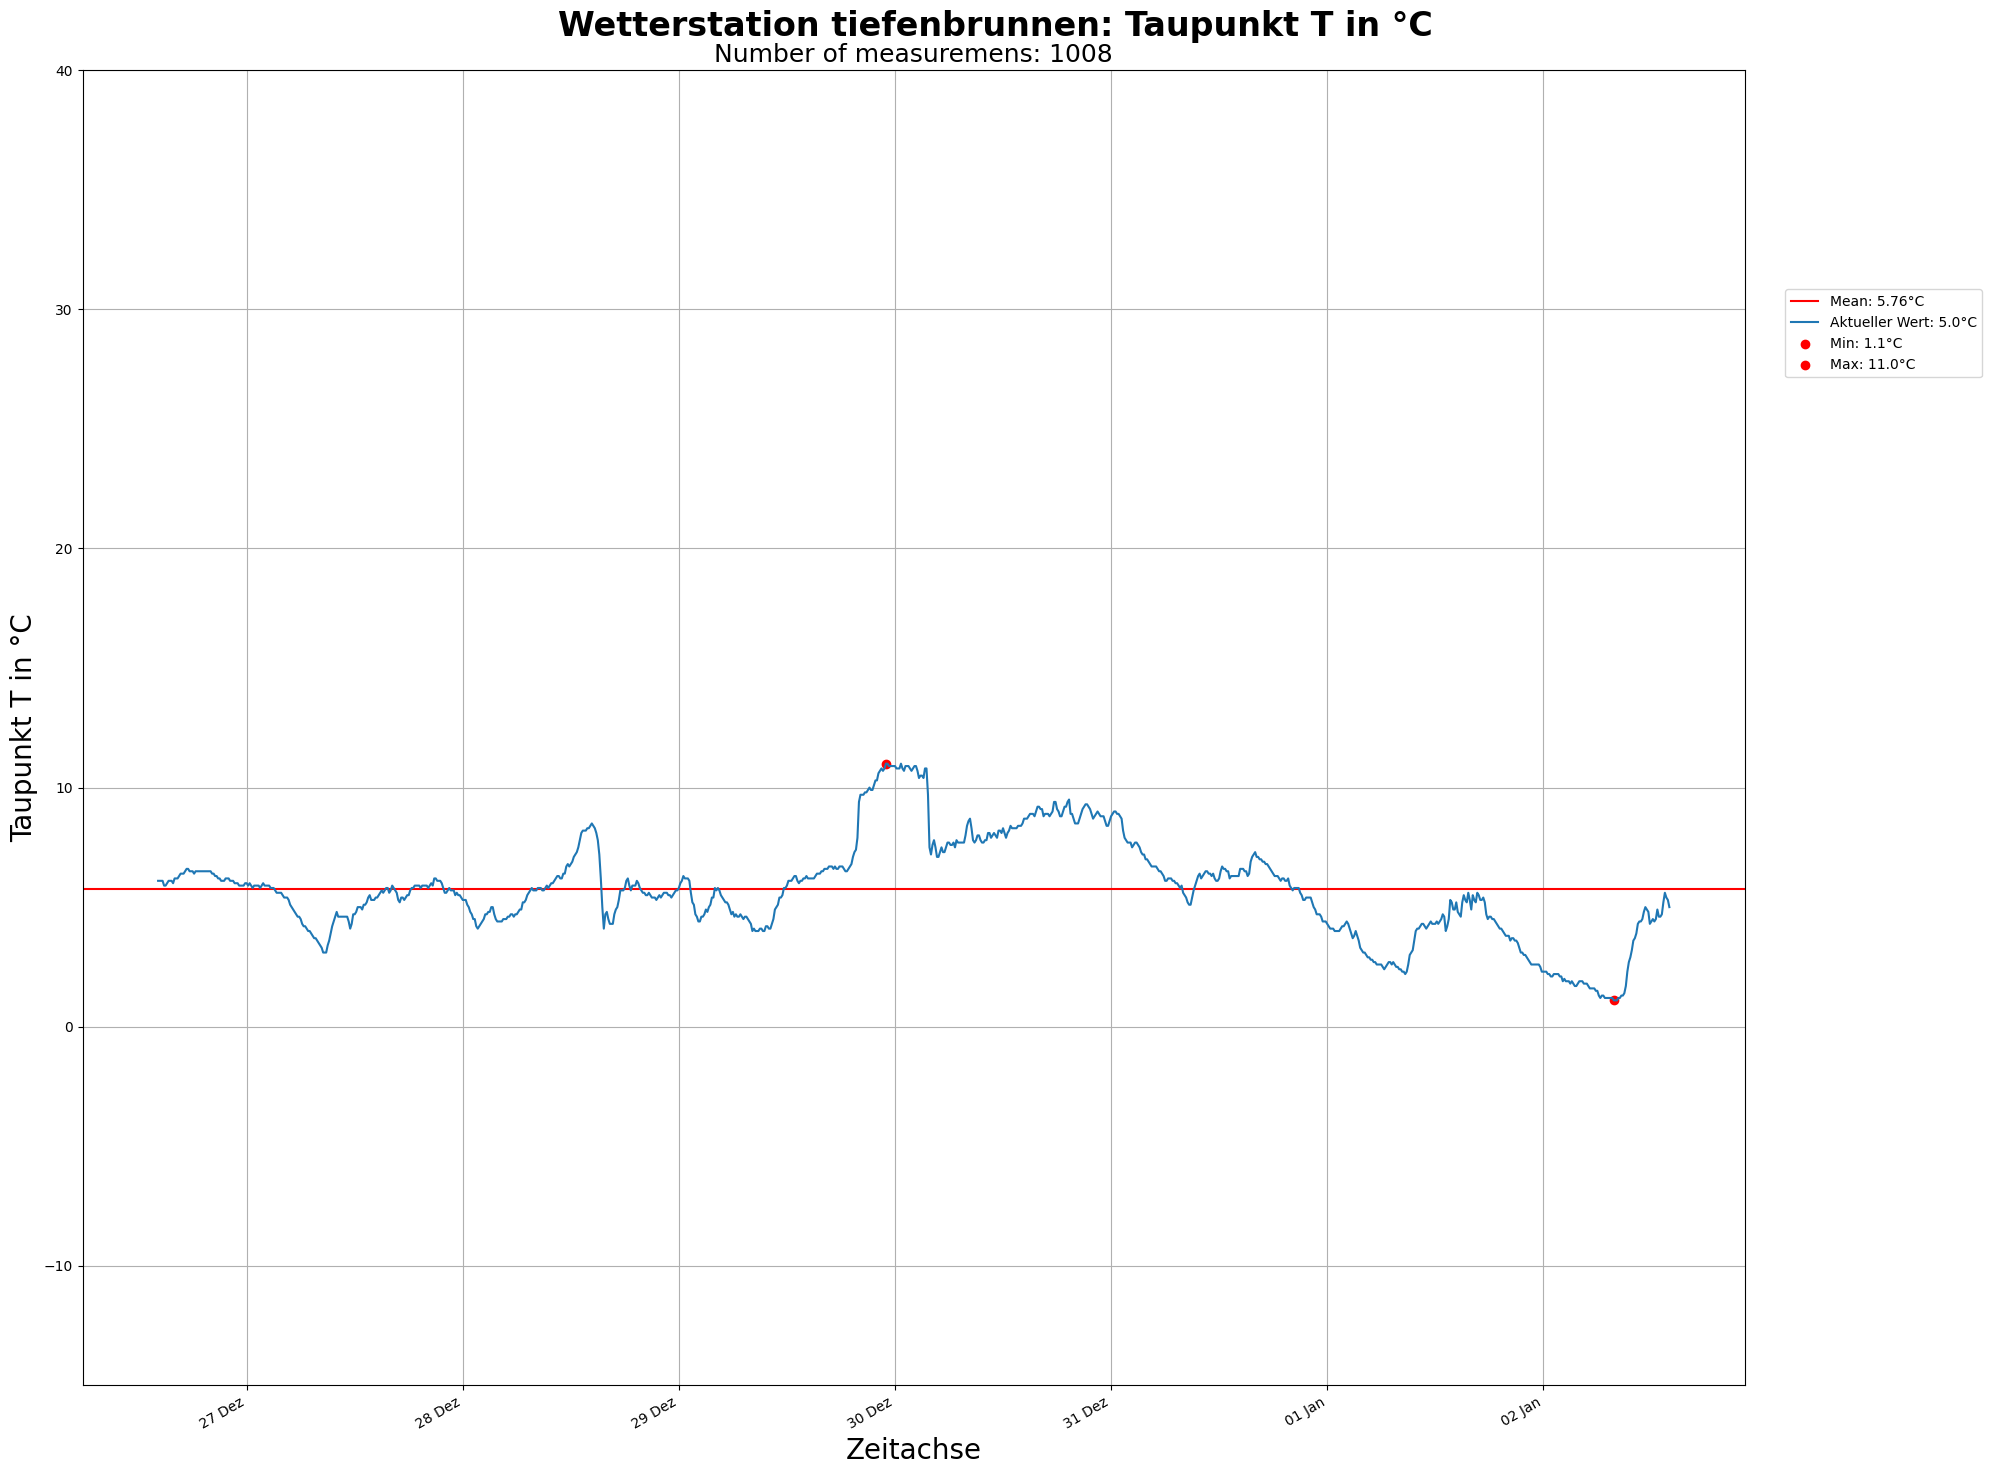 Wetterstation tiefenbrunnen: Taupunkt T in °C
Number of measuremens: 1008
40
30
20
10
0
−10
Taupunkt T in °C
Mean: 5.76°C
Aktueller Wert: 5.0°C
Min: 1.1°C
Max: 11.0°C
27 Dez
28 Dez
29 Dez
30 Dez
31 Dez
01 Jan
02 Jan
Zeitachse